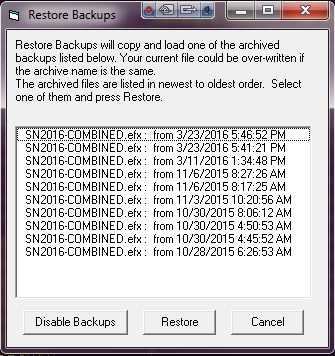 Restore Backups
Restore Backups will copy and load one of the archived
backups listed below. Your current file could be over-written if
the archive name is the same.
The archived files are listed in newest to oldest order.  Select
one of them and press Restore.
SN2016-COMBINED.efx :  from 3/23/2016 5:46:52 PM
SN2016-COMBINED.efx :  from 3/23/2016 5:41:21 PM
SN2016-COMBINED.efx :  from 3/11/2016 1:34:48 PM
SN2016-COMBINED.efx :  from 11/6/2015 8:27:26 AM
SN2016-COMBINED.efx :  from 11/6/2015 8:17:25 AM
SN2016-COMBINED.efx :  from 11/3/2015 10:20:56 AM
SN2016-COMBINED.efx :  from 10/30/2015 8:06:12 AM
SN2016-COMBINED.efx :  from 10/30/2015 4:50:53 AM
SN2016-COMBINED.efx :  from 10/30/2015 4:45:52 AM
SN2016-COMBINED.efx :  from 10/28/2015 6:26:53 AM
Disable Backups
Restore
Cancel